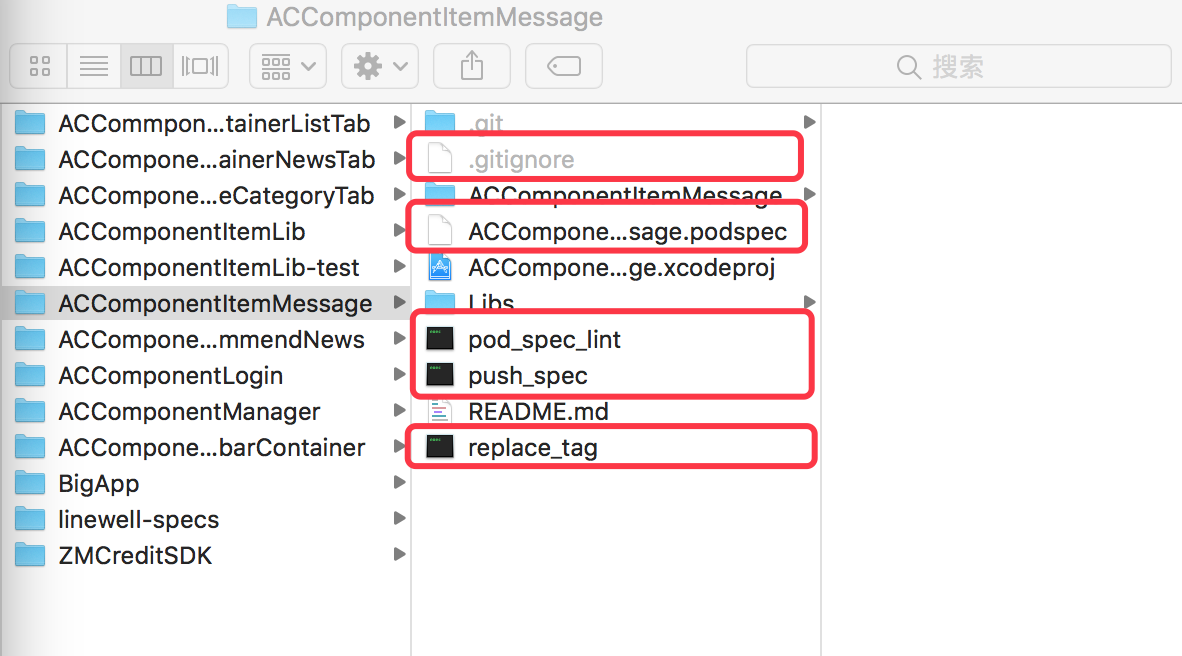 ACComponentItemMessage
搜索
ACCommpon...tainerListTab
ACCompone...ainerNewsTab
ACCompone...eCategoryTab
ACComponentItemLib
ACComponentItemLib-test
ACComponentItemMessage
ACCompone...mmendNews
ACComponentLogin
ACComponentManager
ACCompone...barContainer
BigApp
linewell-specs
ZMCreditSDK
.git
.gitignore
ACComponentItemMessage
ACCompone...sage.podspec
ACCompone...ge.xcodeproj
Libs
pod_spec_lint
push_spec
README.md
replace_tag